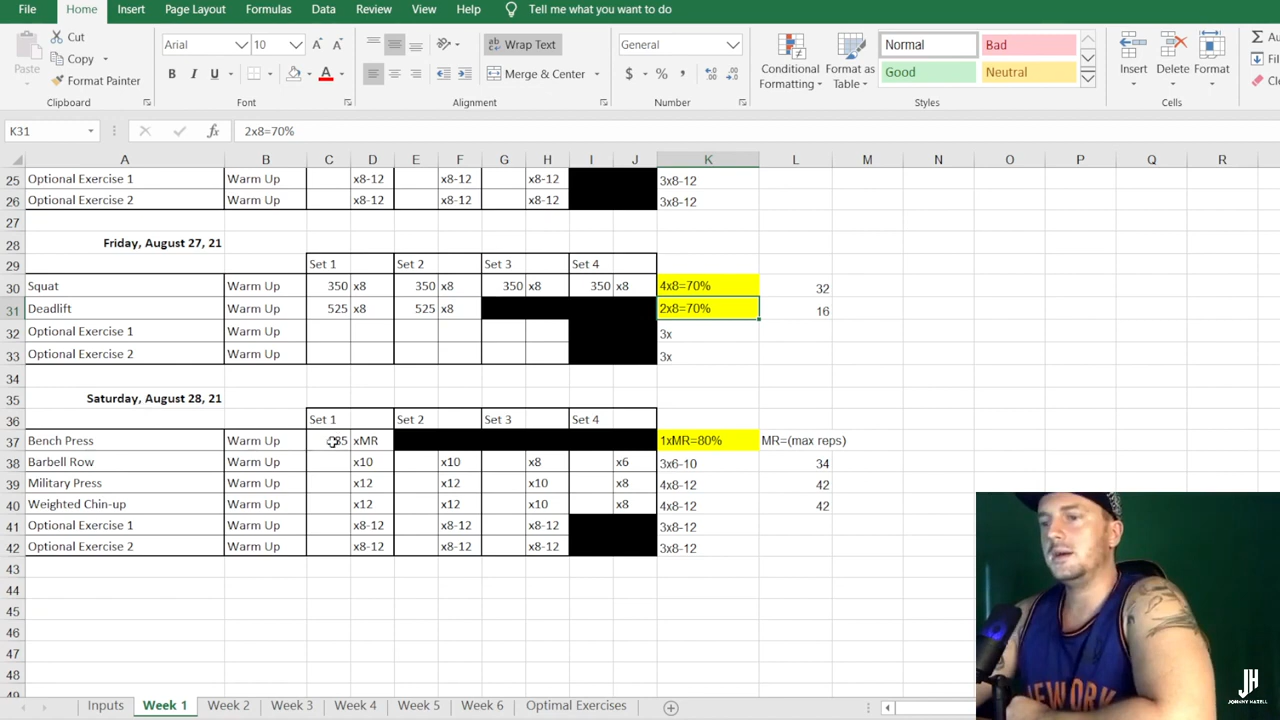 File Home Insert Page Layout Formulas Data Review View Help Tell me what you want to do
Paste Cut Copy Format Painter
Arial 10 B I U
Wrap Text Merge & Center
General $ % ,
Conditional Formatting Format as Table
Normal Bad Good Neutral
Insert Delete Format
Clipboard Font Alignment Number Styles Cells
K31 fx 2x8=70%
A B C D E F G H I J K L M N O P Q R
25 Optional Exercise 1 Warm Up x8-12 x8-12 x8-12 3x8-12
26 Optional Exercise 2 Warm Up x8-12 x8-12 x8-12 3x8-12
27
28 Friday, August 27, 21
29 Set 1 Set 2 Set 3 Set 4
30 Squat Warm Up 350 x8 350 x8 350 x8 350 x8 4x8=70% 32
31 Deadlift Warm Up 525 x8 525 x8 2x8=70% 16
32 Optional Exercise 1 Warm Up 3x
33 Optional Exercise 2 Warm Up 3x
34
35 Saturday, August 28, 21
36 Set 1 Set 2 Set 3 Set 4
37 Bench Press Warm Up xMR 1xMR=80% MR=(max reps)
38 Barbell Row Warm Up x10 x10 x8 x6 3x6-10 34
39 Military Press Warm Up x12 x12 x10 x8 4x8-12 42
40 Weighted Chin-up Warm Up x12 x12 x10 x8 4x8-12 42
41 Optional Exercise 1 Warm Up x8-12 x8-12 x8-12 3x8-12
42 Optional Exercise 2 Warm Up x8-12 x8-12 x8-12 3x8-12
43
44
45
46
47
48
Inputs Week 1 Week 2 Week 3 Week 4 Week 5 Week 6 Optimal Exercises
NEW YORK
JH
JOHNNY HAZELL